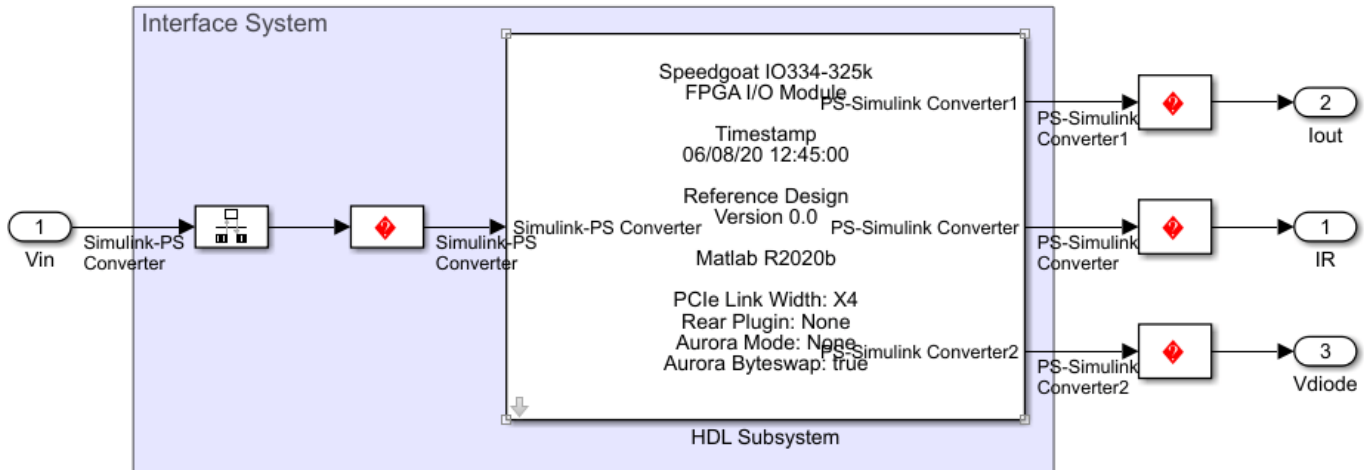 Interface System
1
Vin
Simulink-PS
Converter
Simulink-PS
Converter
Simulink-PS Converter
Speedgoat IO334-325k
FPGA I/O Module
Timestamp
06/08/20 12:45:00
Reference Design
Version 0.0
Matlab R2020b
PCIe Link Width: X4
Rear Plugin: None
Aurora Mode: None
Aurora Byteswap: true
PS-Simulink Converter1
PS-Simulink Converter
PS-Simulink Converter2
HDL Subsystem
PS-Simulink
Converter1
2
Iout
PS-Simulink
Converter
1
IR
PS-Simulink
Converter2
3
Vdiode